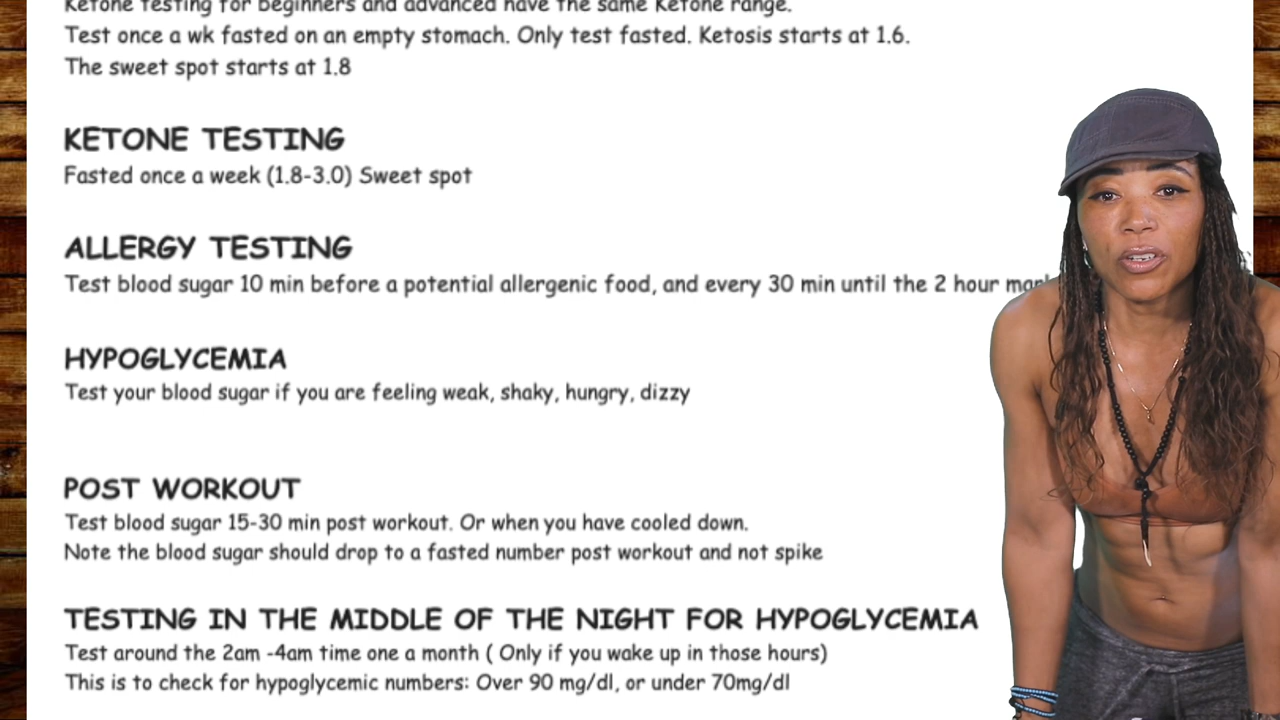 Ketone testing for beginners and advanced have the same Ketone range.
Test once a wk fasted on an empty stomach. Only test fasted. Ketosis starts at 1.6.
The sweet spot starts at 1.8
KETONE TESTING
Fasted once a week (1.8-3.0) Sweet spot
ALLERGY TESTING
Test blood sugar 10 min before a potential allergenic food, and every 30 min until the 2 hour
HYPOGLYCEMIA
Test your blood sugar if you are feeling weak, shaky, hungry, dizzy
POST WORKOUT
Test blood sugar 15-30 min post workout. Or when you have cooled down.
Note the blood sugar should drop to a fasted number post workout and not spike
TESTING IN THE MIDDLE OF THE NIGHT FOR HYPOGLYCEMIA
Test around the 2am -4am time one a month ( Only if you wake up in those hours)
This is to check for hypoglycemic numbers: Over 90 mg/dl, or under 70mg/dl